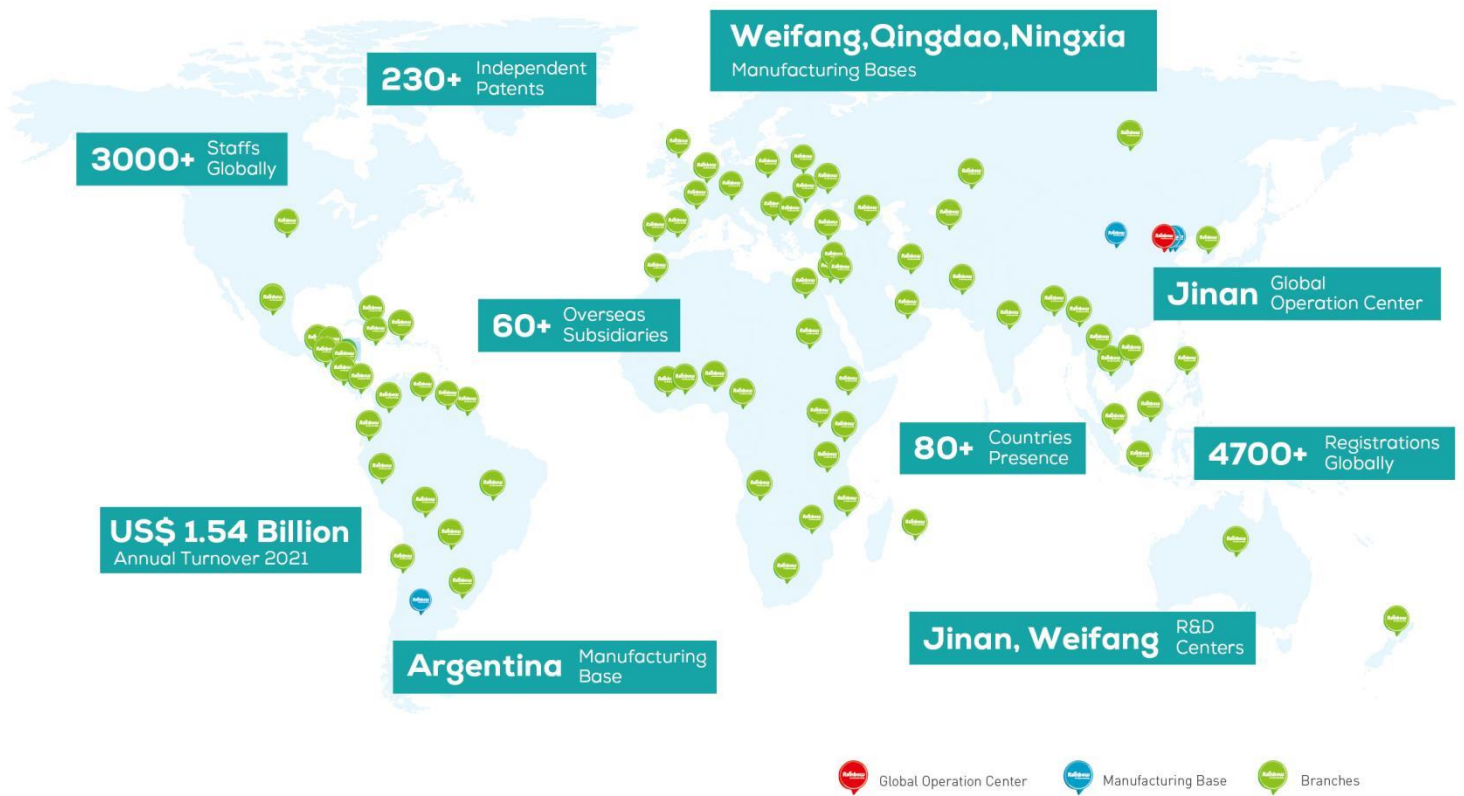 Weifang,Qingdao,Ningxia
Manufacturing Bases
230+ Independent
Patents
3000+ Staffs
Globally
Jinan Global
Operation Center
60+ Overseas
Subsidiaries
80+ Countries
Presence
4700+ Registrations
Globally
US$ 1.54 Billion
Annual Turnover 2021
Jinan, Weifang R&D
Centers
Argentina Manufacturing
Base
Global Operation Center
Manufacturing Base
Branches